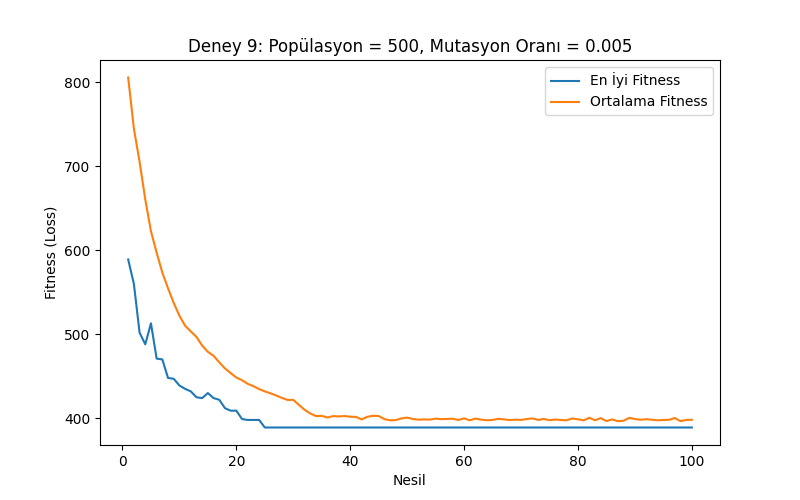 Deney 9: Popülasyon = 500, Mutasyon Oranı = 0.005
En İyi Fitness
Ortalama Fitness
Fitness (Loss)
800
700
600
500
400
0 20 40 60 80 100
Nesil